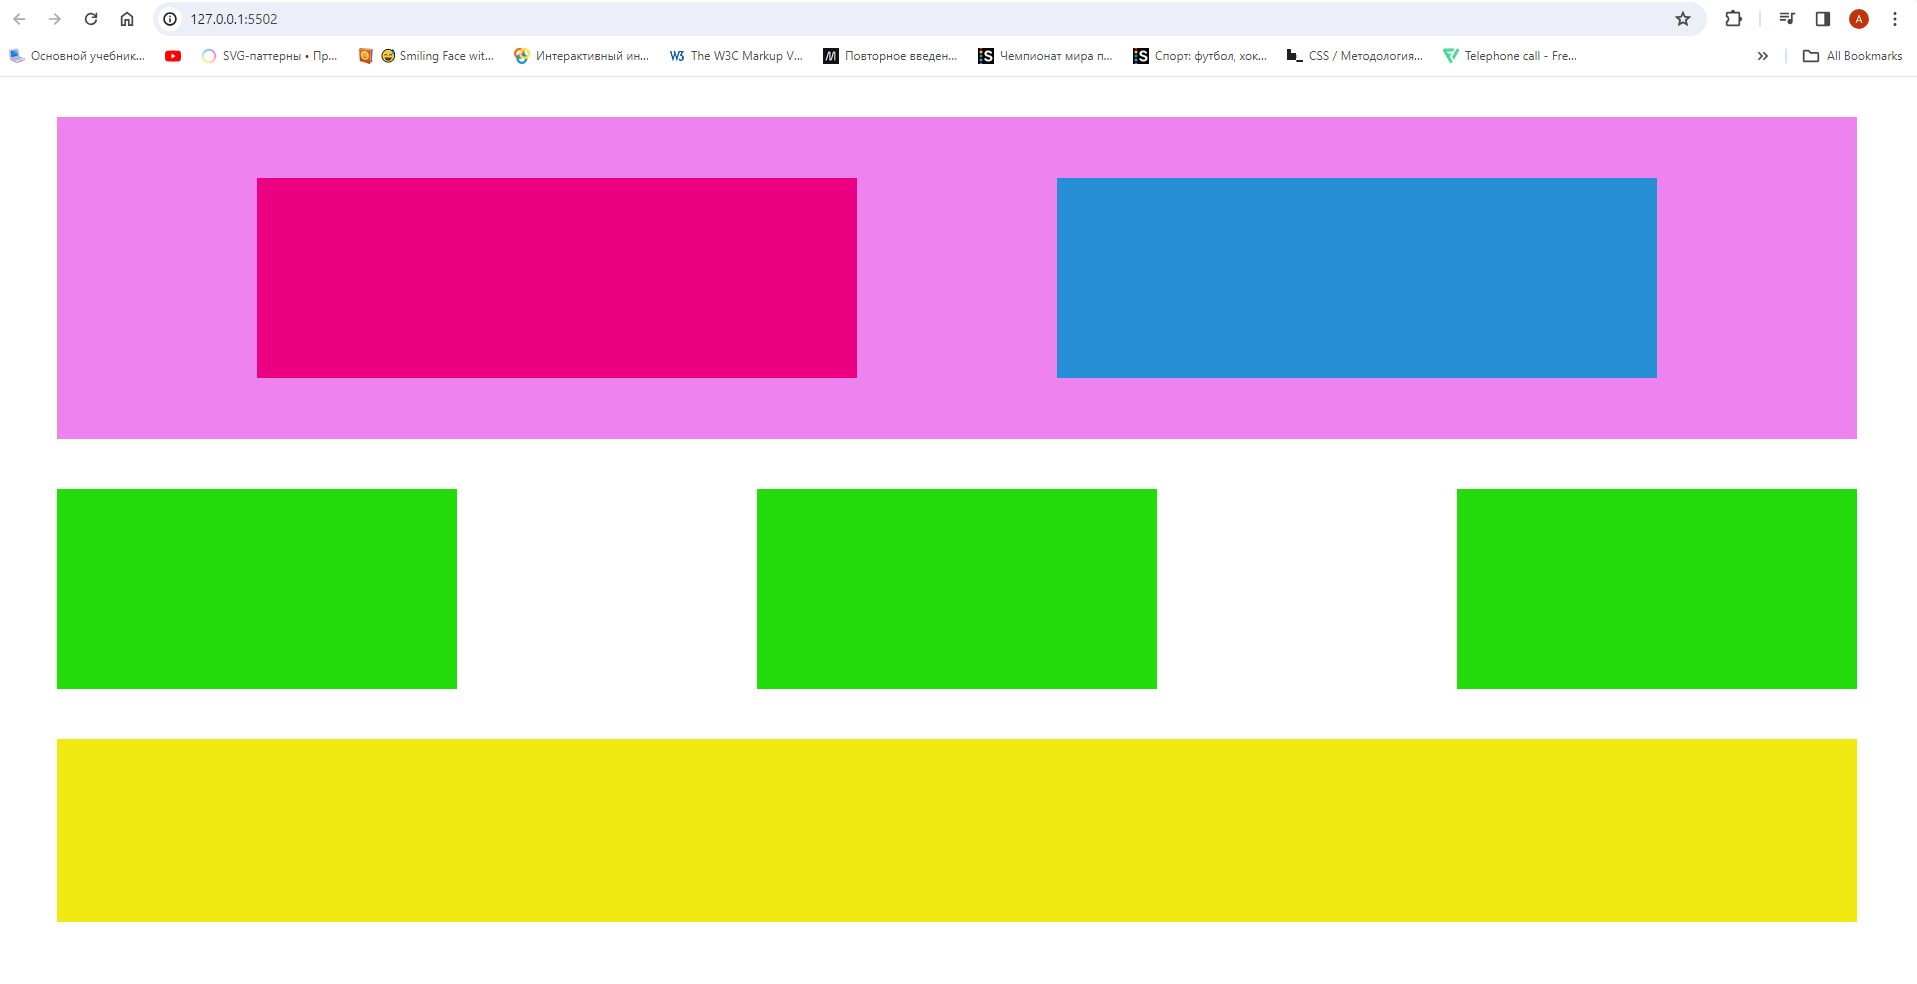 127.0.0.1:5502
A
Основной учебник... SVG-паттерны • Пр... Smiling Face wit... Интерактивный ин... W3 The W3C Markup V... M Повторное введен... S Чемпионат мира п... S Спорт: футбол, хок... CSS / Методология... Telephone call - Fre... » All Bookmarks